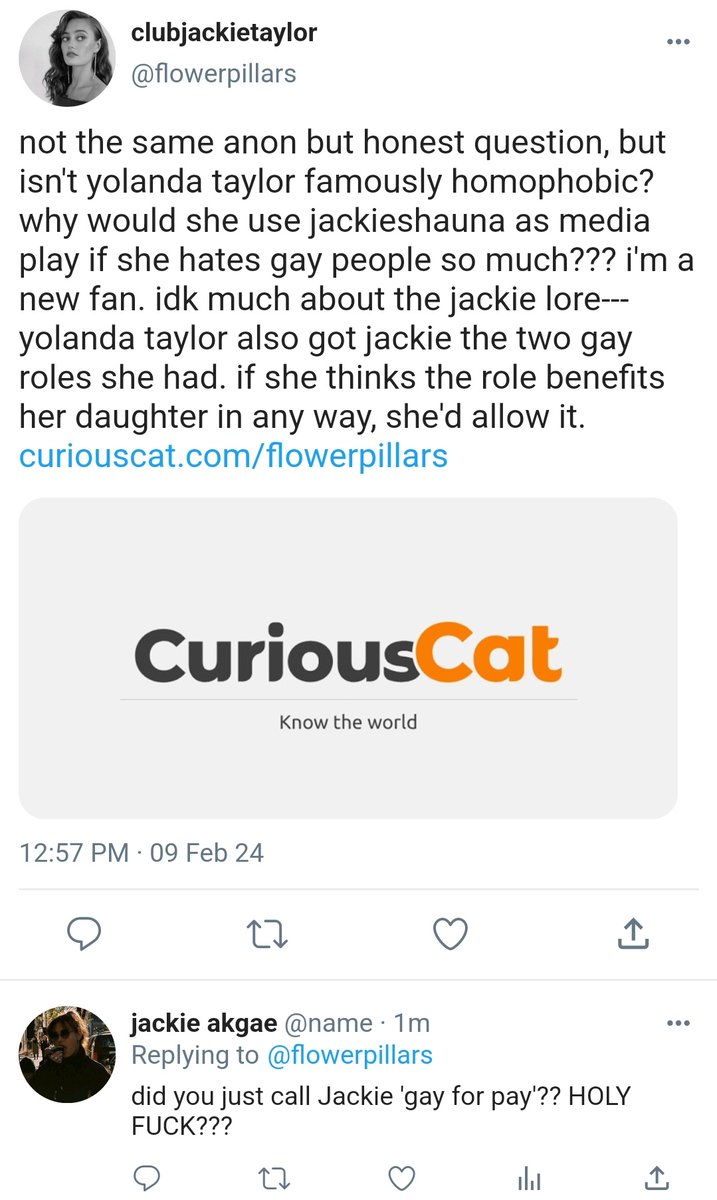 clubjackietaylor
@flowerpillars
not the same anon but honest question, but
isn't yolanda taylor famously homophobic?
why would she use jackieshauna as media
play if she hates gay people so much??? i'm a
new fan. idk much about the jackie lore---
yolanda taylor also got jackie the two gay
roles she had. if she thinks the role benefits
her daughter in any way, she'd allow it.
curiouscat.com/flowerpillars
CuriousCat
Know the world
12:57 PM · 09 Feb 24
jackie akgae @name · 1m
Replying to @flowerpillars
did you just call Jackie 'gay for pay'?? HOLY
FUCK???